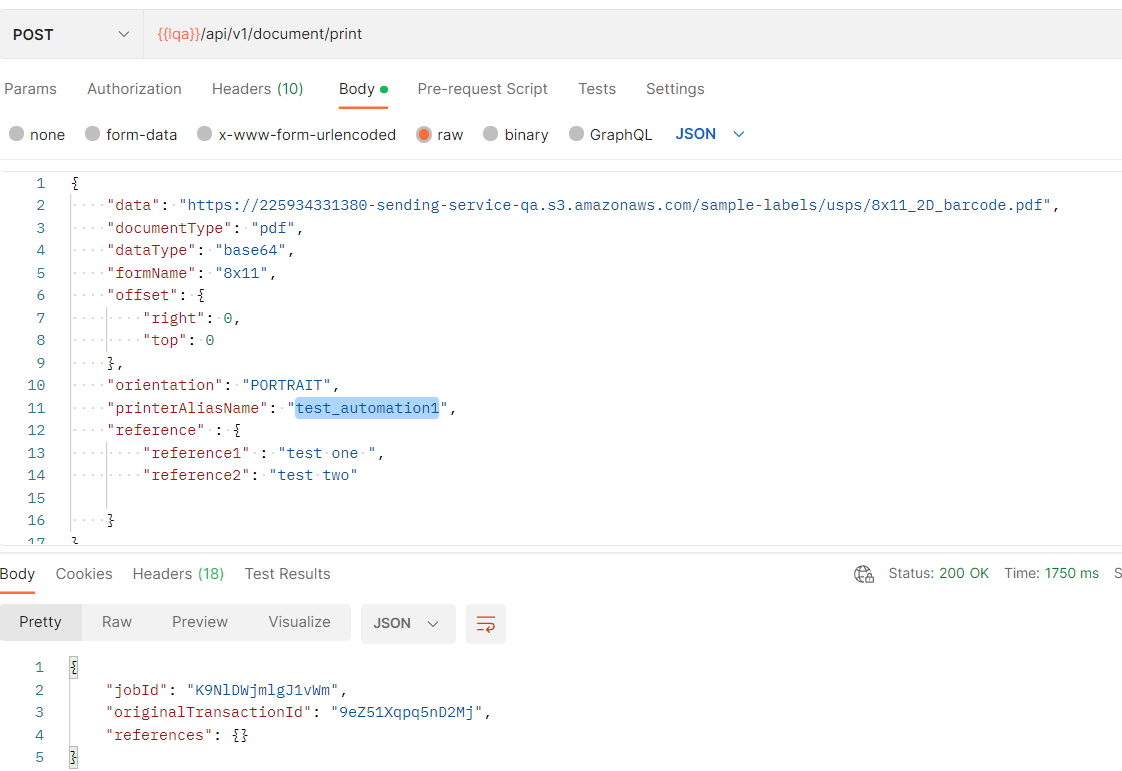 POST {{lqa}}/api/v1/document/print
Params Authorization Headers (10) Body Pre-request Script Tests Settings
none form-data x-www-form-urlencoded raw binary GraphQL JSON
1 {
2 "data": "https://225934331380-sending-service-qa.s3.amazonaws.com/sample-labels/usps/8x11_2D_barcode.pdf",
3 "documentType": "pdf",
4 "dataType": "base64",
5 "formName": "8x11",
6 "offset": {
7 "right": 0,
8 "top": 0
9 },
10 "orientation": "PORTRAIT",
11 "printerAliasName": "test_automation1",
12 "reference" : {
13 "reference1" : "test one ",
14 "reference2": "test two"
15
16 }
17 }
Body Cookies Headers (18) Test Results Status: 200 OK Time: 1750 ms S
Pretty Raw Preview Visualize JSON
1 {
2 "jobId": "K9NlDWjmlgJ1vWm",
3 "originalTransactionId": "9eZ51Xqpq5nD2Mj",
4 "references": {}
5 }